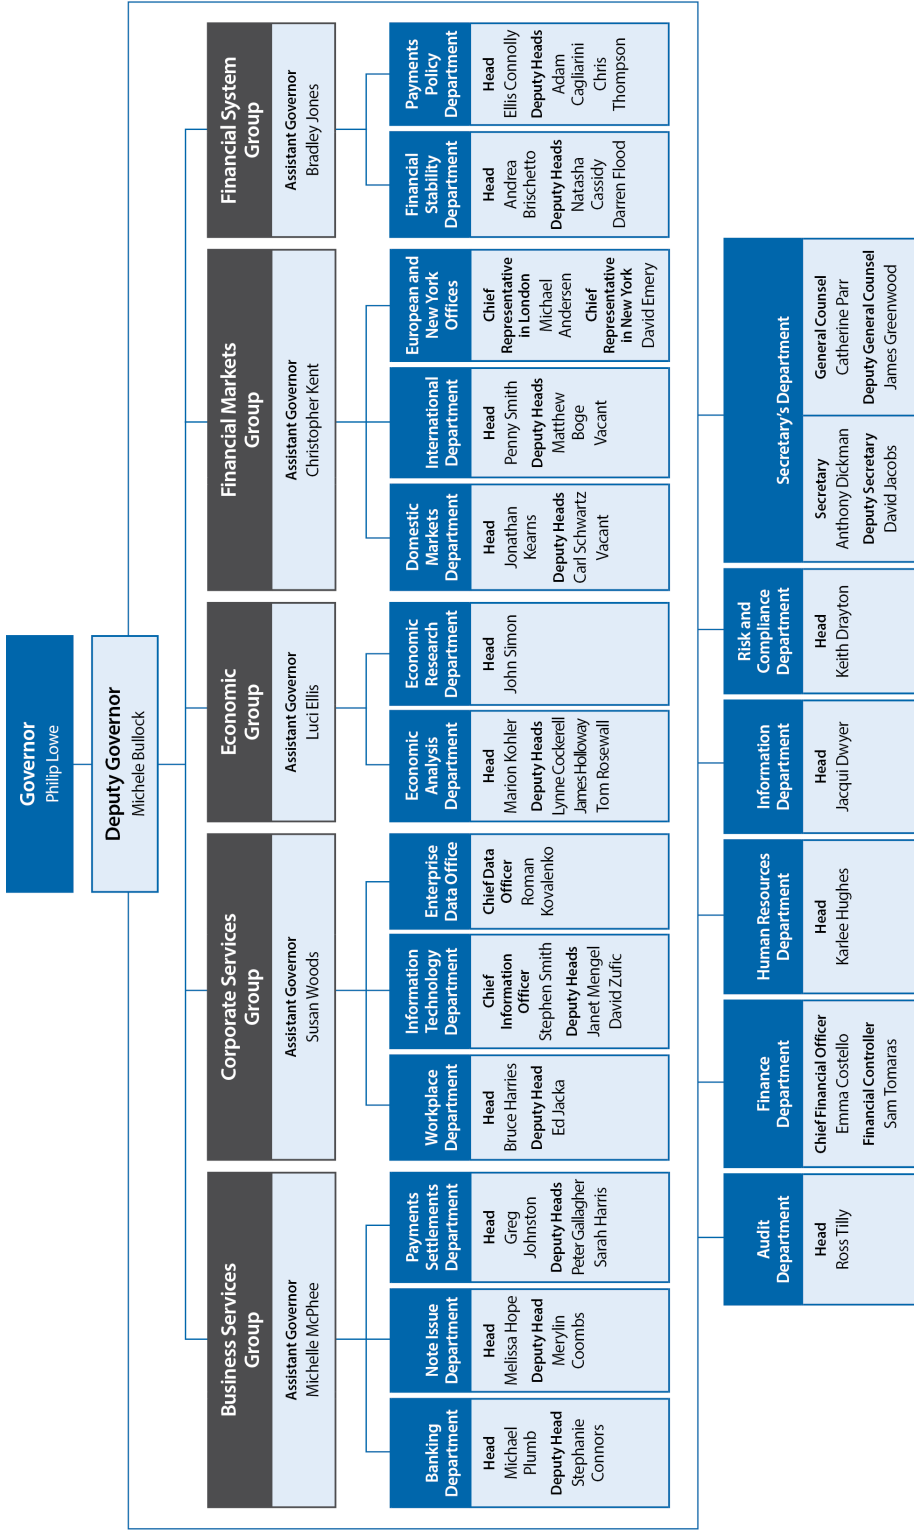 Governor
Philip Lowe
Deputy Governor
Michele Bullock
Business Services
Group
Assistant Governor
Michelle McPhee
Banking
Department
Head
Michael
Plumb
Deputy Head
Stephanie
Connors
Note Issue
Department
Head
Melissa Hope
Deputy Head
Merylin
Coombs
Payments
Settlements
Department
Head
Greg
Johnston
Deputy Heads
Peter Gallagher
Sarah Harris
Corporate Services
Group
Assistant Governor
Susan Woods
Workplace
Department
Head
Bruce Harries
Deputy Head
Ed Jacka
Information
Technology
Department
Chief
Information
Officer
Stephen Smith
Deputy Heads
Janet Mengel
David Zufic
Enterprise
Data Office
Chief Data
Officer
Roman
Kovalenko
Economic
Group
Assistant Governor
Luci Ellis
Economic
Analysis
Department
Head
Marion Kohler
Deputy Heads
Lynne Cockerell
James Holloway
Tom Rosewall
Economic
Research
Department
Head
John Simon
Financial Markets
Group
Assistant Governor
Christopher Kent
Domestic
Markets
Department
Head
Jonathan
Kearns
Deputy Heads
Carl Schwartz
Vacant
International
Department
Head
Penny Smith
Deputy Heads
Matthew
Boge
Vacant
European and
New York
Offices
Chief
Representative
in London
Michael
Andersen
Chief
Representative
in New York
David Emery
Financial System
Group
Assistant Governor
Bradley Jones
Financial
Stability
Department
Head
Andrea
Brischetto
Deputy Heads
Natasha
Cassidy
Darren Flood
Payments
Policy
Department
Head
Ellis Connolly
Deputy Heads
Adam
Cagliarini
Chris
Thompson
Audit
Department
Head
Ross Tilly
Finance
Department
Chief Financial Officer
Emma Costello
Financial Controller
Sam Tomaras
Human Resources
Department
Head
Karlee Hughes
Information
Department
Head
Jacqui Dwyer
Risk and
Compliance
Department
Head
Keith Drayton
Secretary's Department
Secretary
Anthony Dickman
Deputy Secretary
David Jacobs
General Counsel
Catherine Parr
Deputy General Counsel
James Greenwood